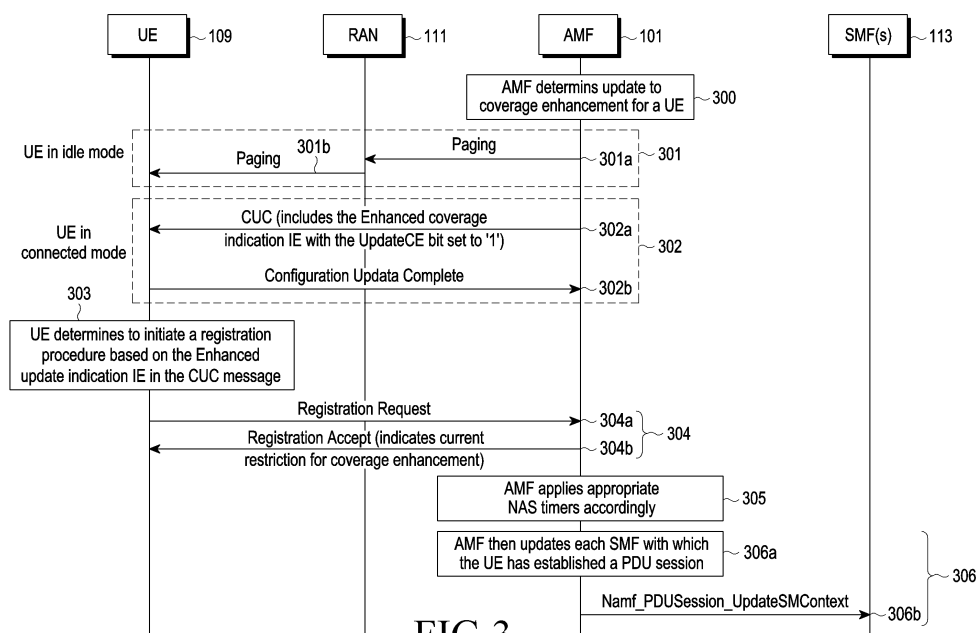 UE
109
RAN
111
AMF
101
SMF(s)
113
AMF determins update to
coverage enhancement for a UE
300
UE in idle mode
Paging
301a
301
301b
Paging
UE in
connected mode
CUC (includes the Enhanced coverage
indication IE with the UpdateCE bit set to '1')
302a
302
Configuration Updata Complete
302b
303
UE determines to initiate a registration
procedure based on the Enhanced
update indication IE in the CUC message
Registration Request
304a
304
Registration Accept (indicates current
restriction for coverage enhancement)
304b
AMF applies appropriate
NAS timers accordingly
305
AMF then updates each SMF with which
the UE has established a PDU session
306a
306
Namf_PDUSession_UpdateSMContext
306b
FIG.3